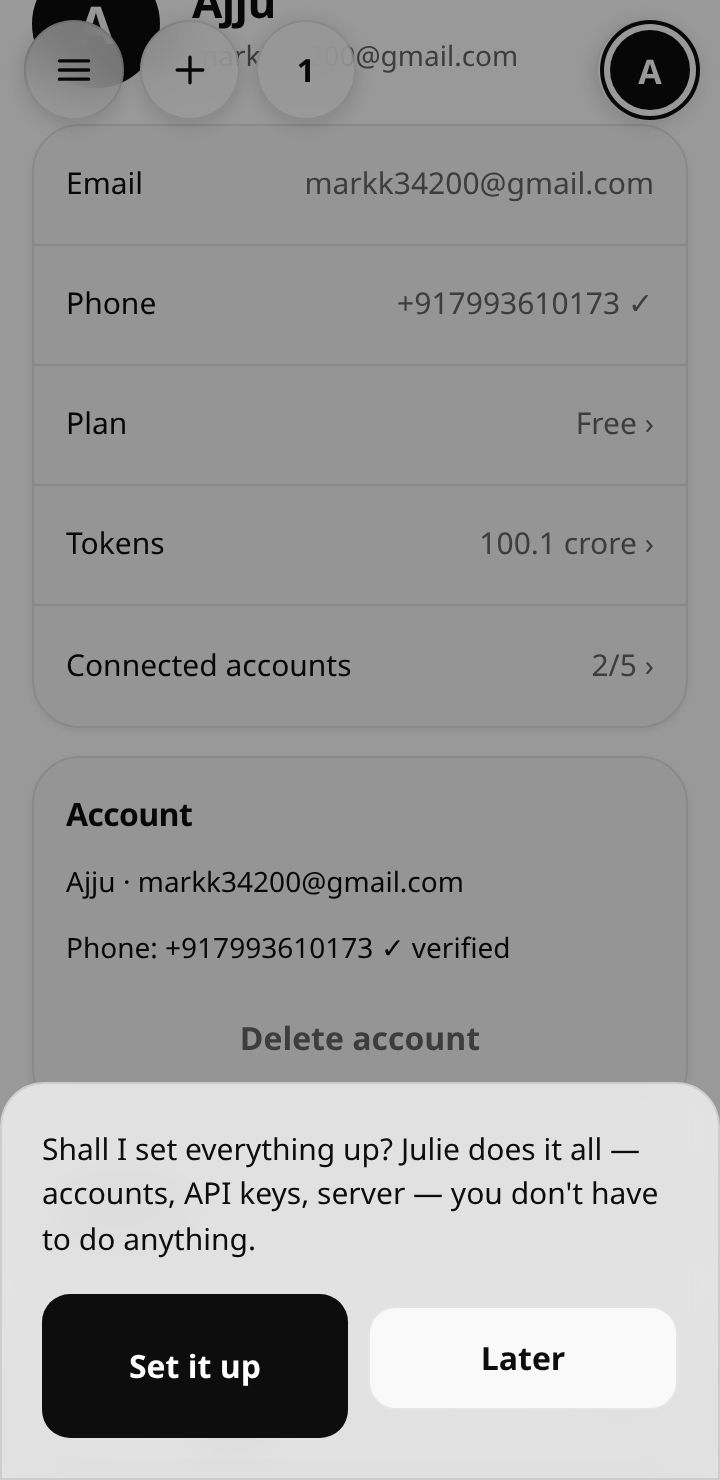 Ajju
A
mark 00@gmail.com
1
A
Email markk34200@gmail.com
Phone +917993610173 ✓
Plan Free ›
Tokens 100.1 crore ›
Connected accounts 2/5 ›
Account
Ajju · markk34200@gmail.com
Phone: +917993610173 ✓ verified
Delete account
Shall I set everything up? Julie does it all —
accounts, API keys, server — you don't have
to do anything.
Set it up Later